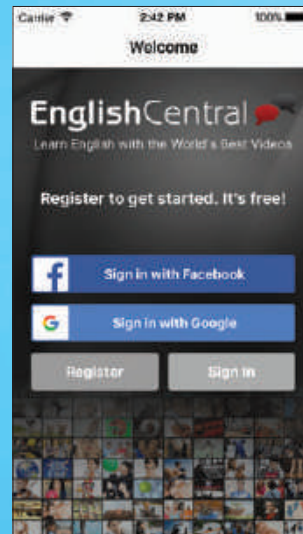 Carrier 2:42 PM 100%
Welcome
EnglishCentral
Learn English with the World's Best Videos
Register to get started. It's free!
Sign in with Facebook
Sign in with Google
Register Sign In